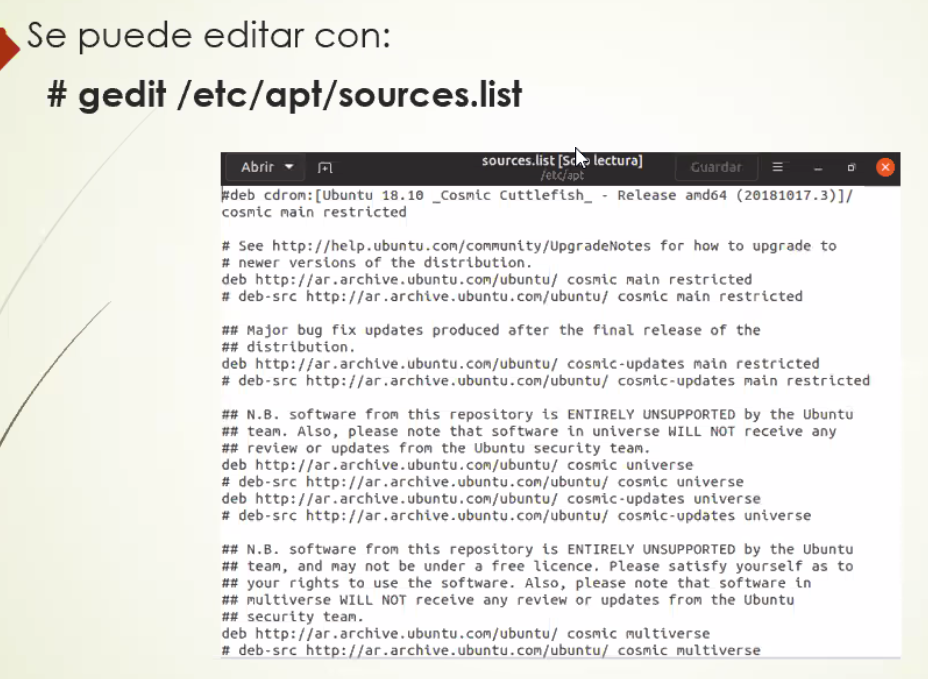 Se puede editar con:
# gedit /etc/apt/sources.list
Abrir
sources.list [Solo lectura]
/etc/apt
Guardar
#deb cdrom:[Ubuntu 18.10 _Cosmic Cuttlefish_ - Release amd64 (20181017.3)]/
cosmic main restricted
# See http://help.ubuntu.com/community/UpgradeNotes for how to upgrade to
# newer versions of the distribution.
deb http://ar.archive.ubuntu.com/ubuntu/ cosmic main restricted
# deb-src http://ar.archive.ubuntu.com/ubuntu/ cosmic main restricted
## Major bug fix updates produced after the final release of the
## distribution.
deb http://ar.archive.ubuntu.com/ubuntu/ cosmic-updates main restricted
# deb-src http://ar.archive.ubuntu.com/ubuntu/ cosmic-updates main restricted
## N.B. software from this repository is ENTIRELY UNSUPPORTED by the Ubuntu
## team. Also, please note that software in universe WILL NOT receive any
## review or updates from the Ubuntu security team.
deb http://ar.archive.ubuntu.com/ubuntu/ cosmic universe
# deb-src http://ar.archive.ubuntu.com/ubuntu/ cosmic universe
deb http://ar.archive.ubuntu.com/ubuntu/ cosmic-updates universe
# deb-src http://ar.archive.ubuntu.com/ubuntu/ cosmic-updates universe
## N.B. software from this repository is ENTIRELY UNSUPPORTED by the Ubuntu
## team, and may not be under a free licence. Please satisfy yourself as to
## your rights to use the software. Also, please note that software in
## multiverse WILL NOT receive any review or updates from the Ubuntu
## security team.
deb http://ar.archive.ubuntu.com/ubuntu/ cosmic multiverse
# deb-src http://ar.archive.ubuntu.com/ubuntu/ cosmic multiverse